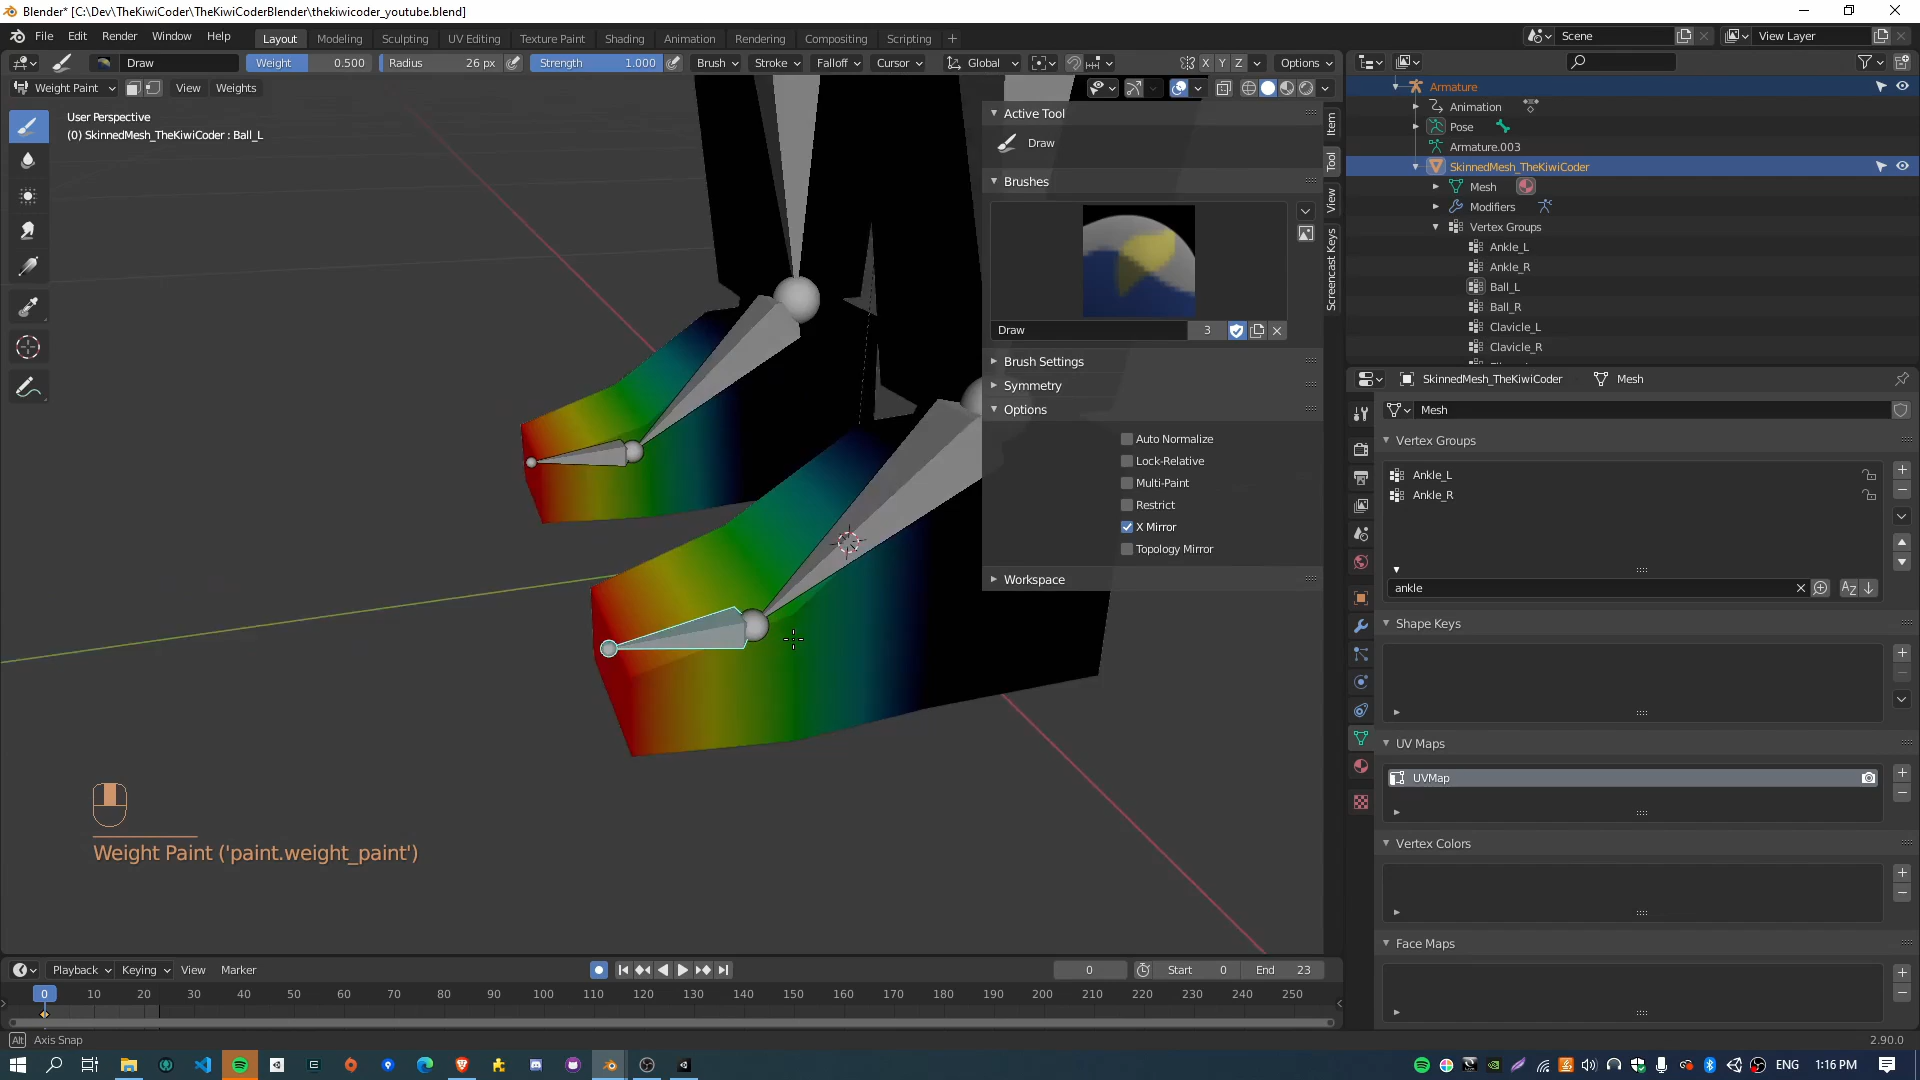 Blender* [C:\Dev\TheKiwiCoder\TheKiwiCoderBlender\thekiwicoder_youtube.blend]
File Edit Render Window Help Layout Modeling Sculpting UV Editing Texture Paint Shading Animation Rendering Compositing Scripting + Scene View Layer
Draw Weight 0.500 Radius 26 px Strength 1.000 Brush Stroke Falloff Cursor Global X Y Z Options
Weight Paint View Weights
User Perspective
(0) SkinnedMesh_TheKiwiCoder : Ball_L
Active Tool
Draw
Brushes
Draw 3
Brush Settings
Symmetry
Options
Auto Normalize
Lock-Relative
Multi-Paint
Restrict
X Mirror
Topology Mirror
Workspace
Item
Tool
View
Screencast Keys
Armature
Animation
Pose
Armature.003
SkinnedMesh_TheKiwiCoder
Mesh
Modifiers
Vertex Groups
Ankle_L
Ankle_R
Ball_L
Ball_R
Clavicle_L
Clavicle_R
SkinnedMesh_TheKiwiCoder Mesh
Mesh
Vertex Groups
Ankle_L
Ankle_R
ankle
Shape Keys
UV Maps
UVMap
Vertex Colors
Face Maps
Weight Paint ('paint.weight_paint')
Playback Keying View Marker 0 Start 0 End 23
0 10 20 30 40 50 60 70 80 90 100 110 120 130 140 150 160 170 180 190 200 210 220 230 240 250
Alt Axis Snap 2.90.0
ENG 1:16 PM